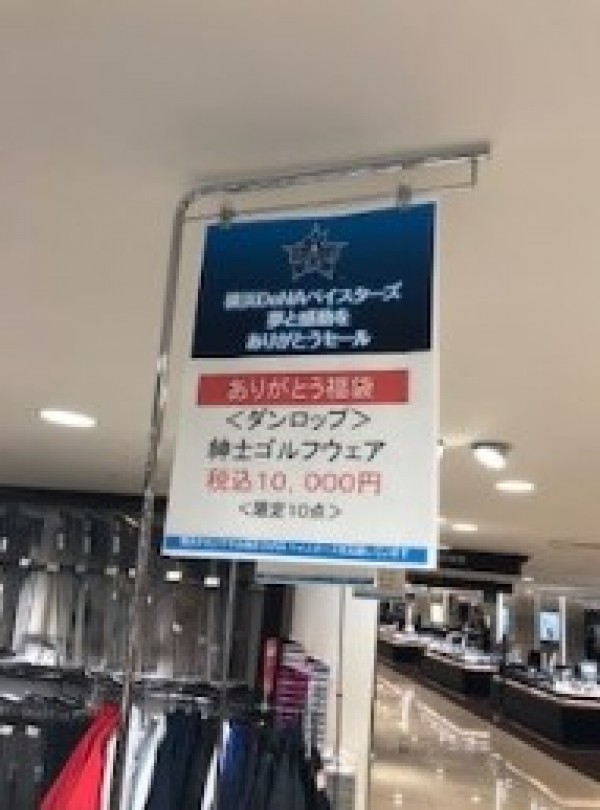 横浜DeNAベイスターズ
夢と感動を
ありがとうセール
ありがとう福袋
<ダンロップ>
紳士ゴルフウェア
税込10,000円
<限定10点>